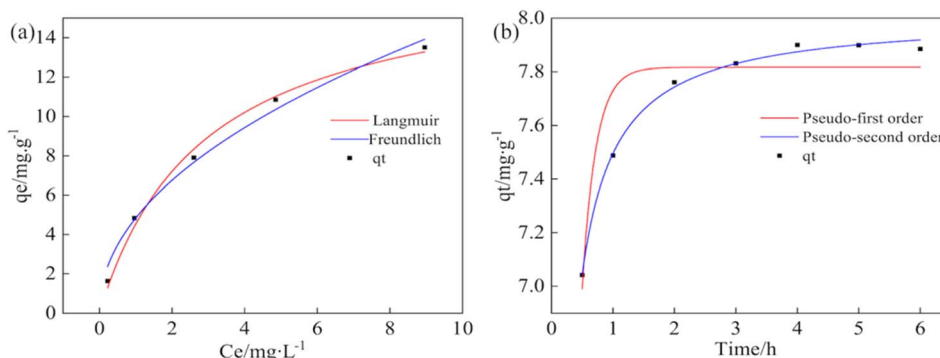 (a)
14
12
10
8
6
4
2
0
qe/mg.g-1
Langmuir
Freundlich
qt
0 2 4 6 8 10
Ce/mg·L-1
(b)
8.0
7.8
7.6
7.4
7.2
7.0
qt/mg·g-1
Pseudo-first order
Pseudo-second order
qt
0 1 2 3 4 5 6
Time/h